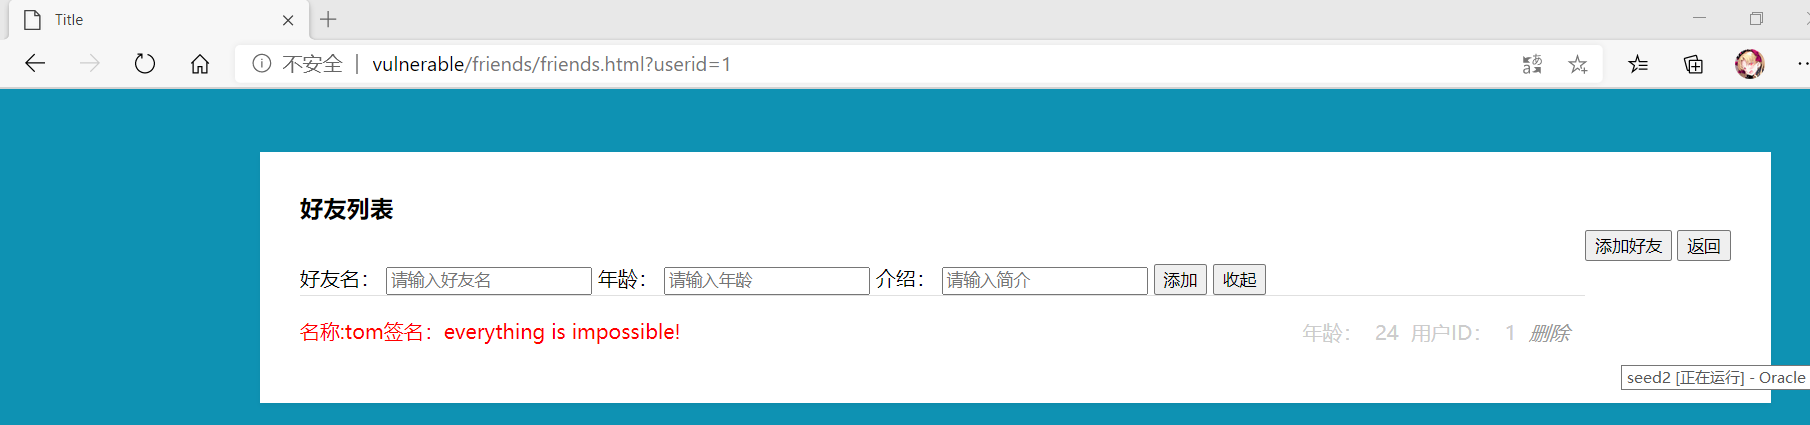 Title
不安全 | vulnerable/friends/friends.html?userid=1
好友列表
添加好友 返回
好友名： 请输入好友名 年龄： 请输入年龄 介绍： 请输入简介 添加 收起
名称:tom签名：everything is impossible! 年龄： 24 用户ID： 1 删除
seed2 [正在运行] - Oracle